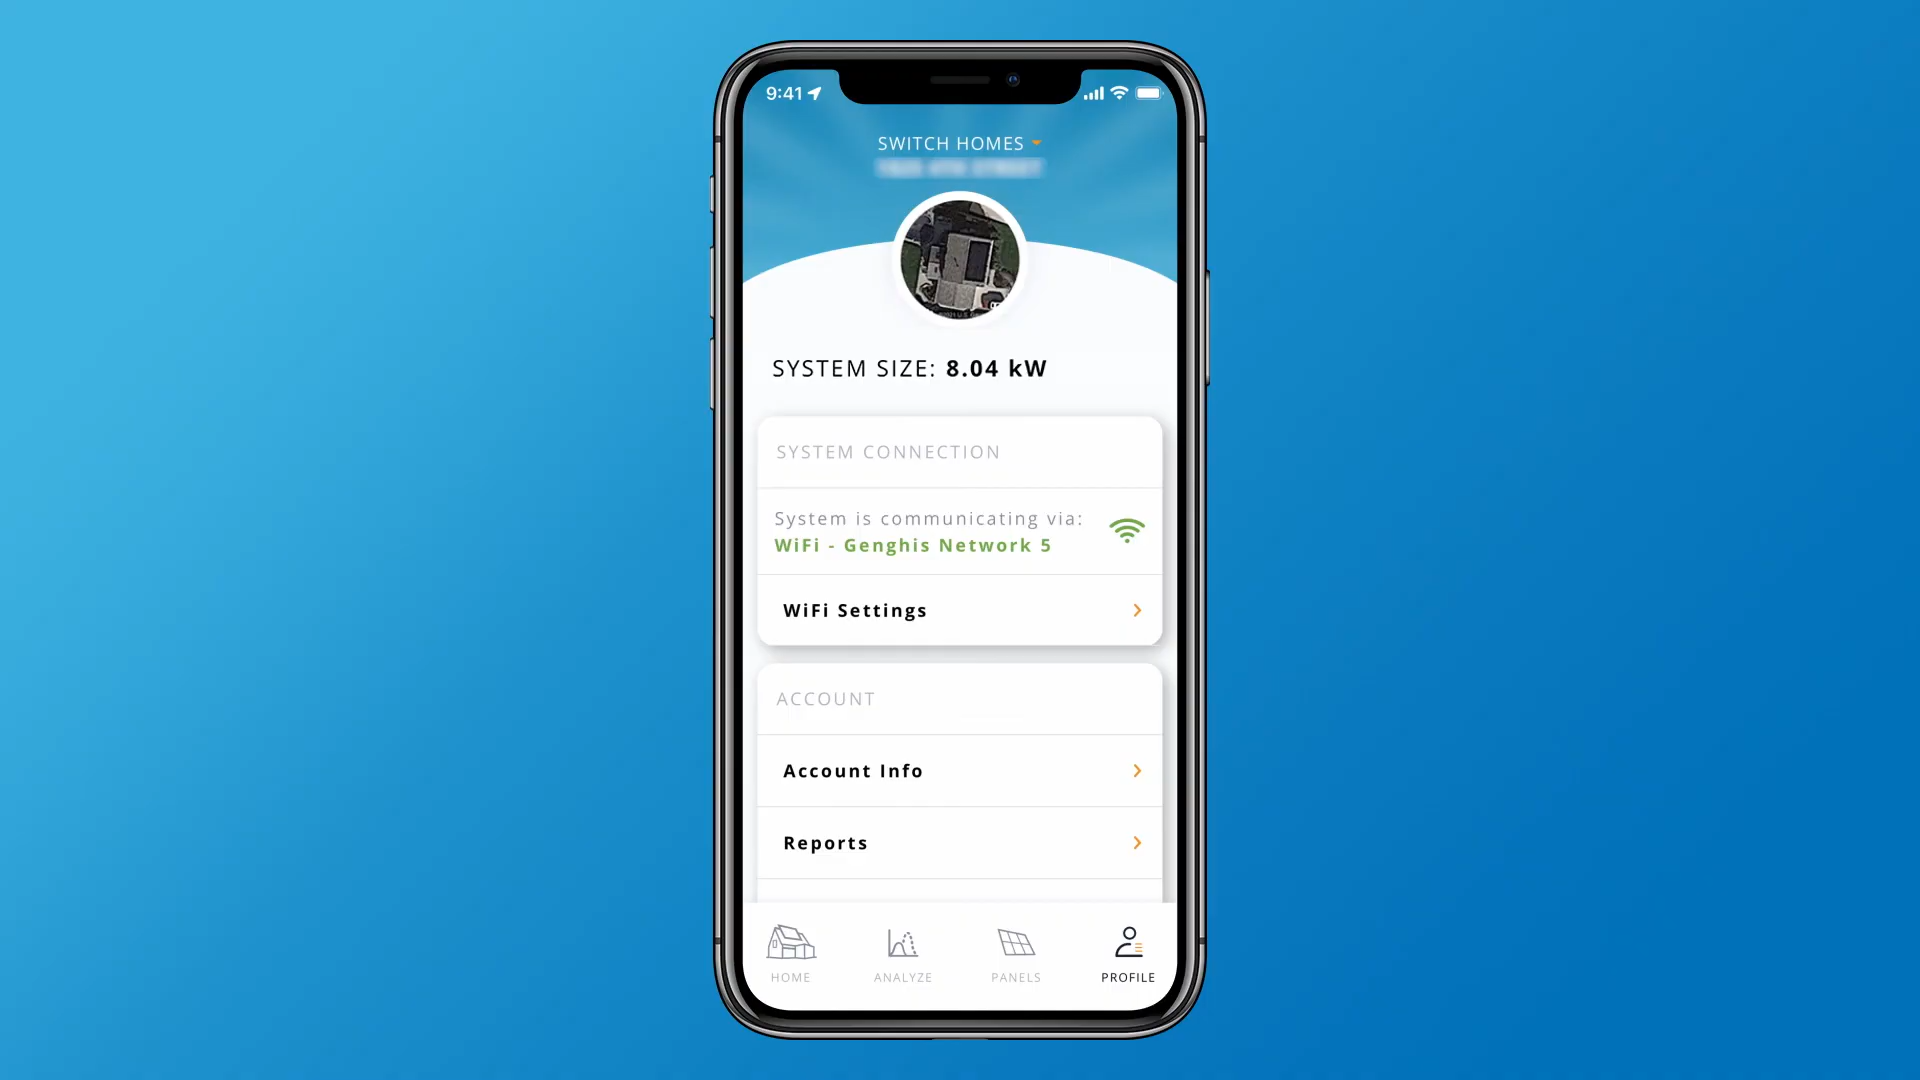 9:41
SWITCH HOMES
SYSTEM SIZE: 8.04 kW
SYSTEM CONNECTION
System is communicating via:
WiFi - Genghis Network 5
WiFi Settings
ACCOUNT
Account Info
Reports
HOME
ANALYZE
PANELS
PROFILE